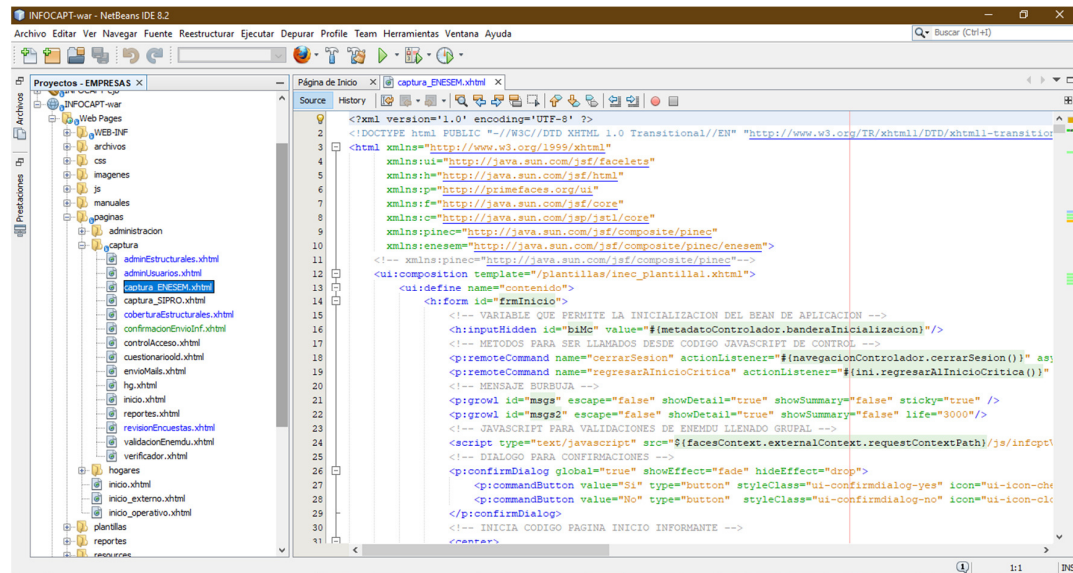 INFOCAPT-war - NetBeans IDE 8.2
Archivo Editar Ver Navegar Fuente Reestructurar Ejecutar Depurar Profile Team Herramientas Ventana Ayuda
Buscar (Ctrl+I)
Archivos
Prestaciones
Proyectos - EMPRESAS
INFOCAPT-war
Web Pages
WEB-INF
archivos
css
imagenes
js
manuales
paginas
administracion
captura
adminEstructurales.xhtml
adminUsuarios.xhtml
captura_ENESEM.xhtml
captura_SIPRO.xhtml
coberturaEstructurales.xhtml
confirmacionEnvioInf.xhtml
controlAcceso.xhtml
cuestionarioold.xhtml
envioMails.xhtml
hg.xhtml
inicio.xhtml
reportes.xhtml
revisionEncuestas.xhtml
validacionEnemdu.xhtml
verificador.xhtml
hogares
inicio.xhtml
inicio_externo.xhtml
inicio_operativo.xhtml
plantillas
reportes
resources
Página de Inicio captura_ENESEM.xhtml
Source History
<?xml version='1.0' encoding='UTF-8' ?>
2 <!DOCTYPE html PUBLIC "-//W3C//DTD XHTML 1.0 Transitional//EN" "http://www.w3.org/TR/xhtml1/DTD/xhtml1-transition
3 <html xmlns="http://www.w3.org/1999/xhtml"
4 xmlns:ui="http://java.sun.com/jsf/facelets"
5 xmlns:h="http://java.sun.com/jsf/html"
6 xmlns:p="http://primefaces.org/ui"
7 xmlns:f="http://java.sun.com/jsf/core"
8 xmlns:c="http://java.sun.com/jsp/jstl/core"
9 xmlns:pinec="http://java.sun.com/jsf/composite/pinec"
10 xmlns:enesem="http://java.sun.com/jsf/composite/pinec/enesem">
11 <!-- xmlns:pinec="http://java.sun.com/jsf/composite/pinec"-->
12 <ui:composition template="/plantillas/inec_plantilla1.xhtml">
13 <ui:define name="contenido">
14 <h:form id="frmInicio">
15 <!-- VARIABLE QUE PERMITE LA INICIALIZACION DEL BEAN DE APLICACION -->
16 <h:inputHidden id="biMc" value="#{metadatoControlador.banderaInicializacion}"/>
17 <!-- METODOS PARA SER LLAMADOS DESDE CODIGO JAVASCRIPT DE CONTROL -->
18 <p:remoteCommand name="cerrarSesion" actionListener="#{navegacionControlador.cerrarSesion()}" asy
19 <p:remoteCommand name="regresarAInicioCritica" actionListener="#{ini.regresarAlInicioCritica()}"
20 <!-- MENSAJE BURBUJA -->
21 <p:growl id="msgs" escape="false" showDetail="true" showSummary="false" sticky="true" />
22 <p:growl id="msgs2" escape="false" showDetail="true" showSummary="false" life="3000"/>
23 <!-- JAVASCRIPT PARA VALIDACIONES DE ENEMDU LLENADO GRUPAL -->
24 <script type="text/javascript" src="${facesContext.externalContext.requestContextPath}/js/infcptV
25 <!-- DIALOGO PARA CONFIRMACIONES -->
26 <p:confirmDialog global="true" showEffect="fade" hideEffect="drop">
27 <p:commandButton value="Si" type="button" styleClass="ui-confirmdialog-yes" icon="ui-icon-che
28 <p:commandButton value="No" type="button" styleClass="ui-confirmdialog-no" icon="ui-icon-clo
29 </p:confirmDialog>
30 <!-- INICIA CODIGO PAGINA INICIO INFORMANTE -->
31 <center>
1 1:1 INS